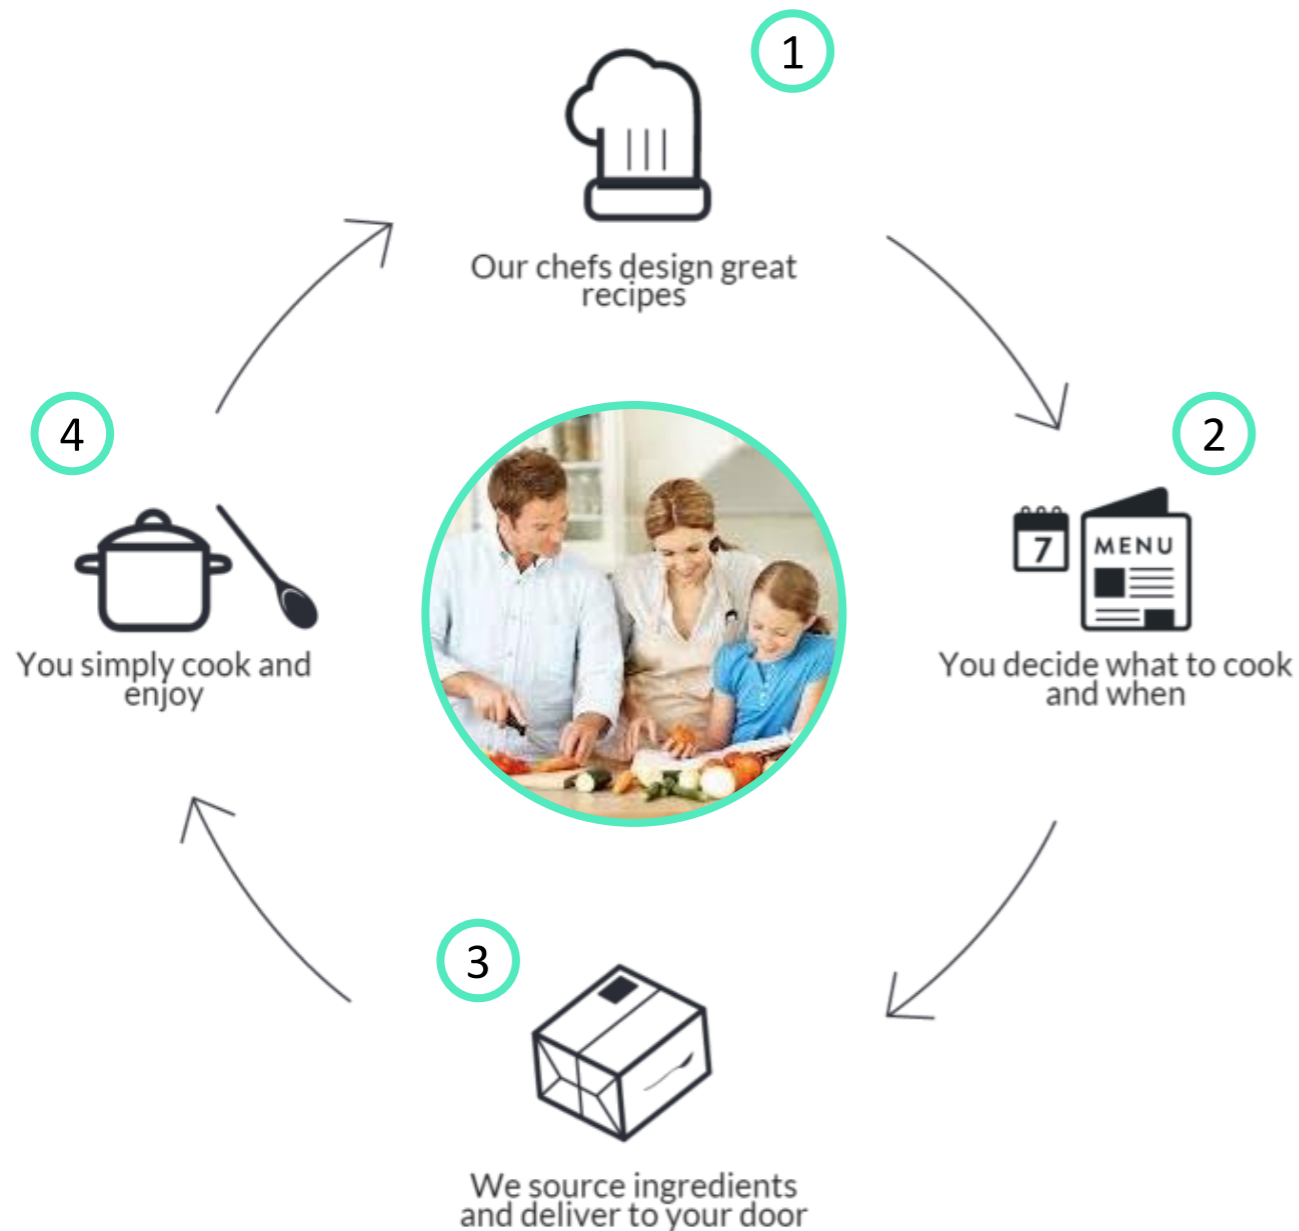 1
Our chefs design great
recipes
2
7
MENU
You decide what to cook
and when
3
We source ingredients
and deliver to your door
4
You simply cook and
enjoy